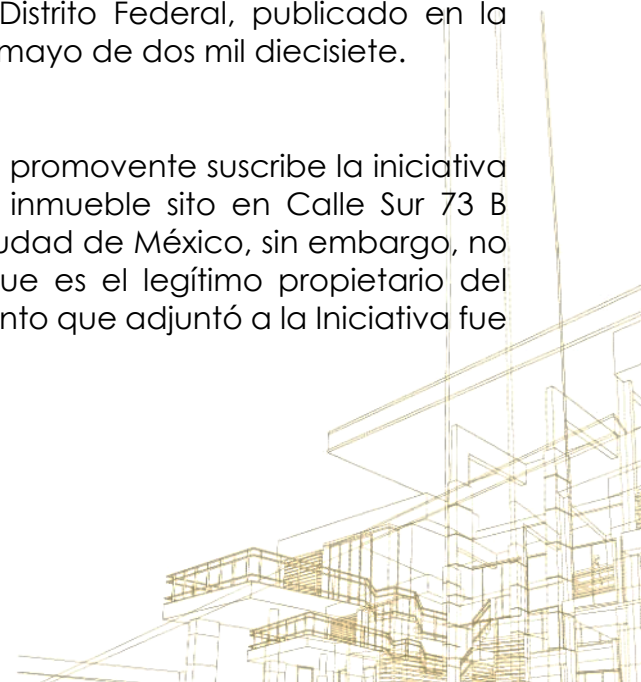 Distrito Federal, publicado en la
mayo de dos mil diecisiete.
promovente suscribe la iniciativa
inmueble sito en Calle Sur 73 B
udad de México, sin embargo, no
ue es el legítimo propietario del
nto que adjuntó a la Iniciativa fue